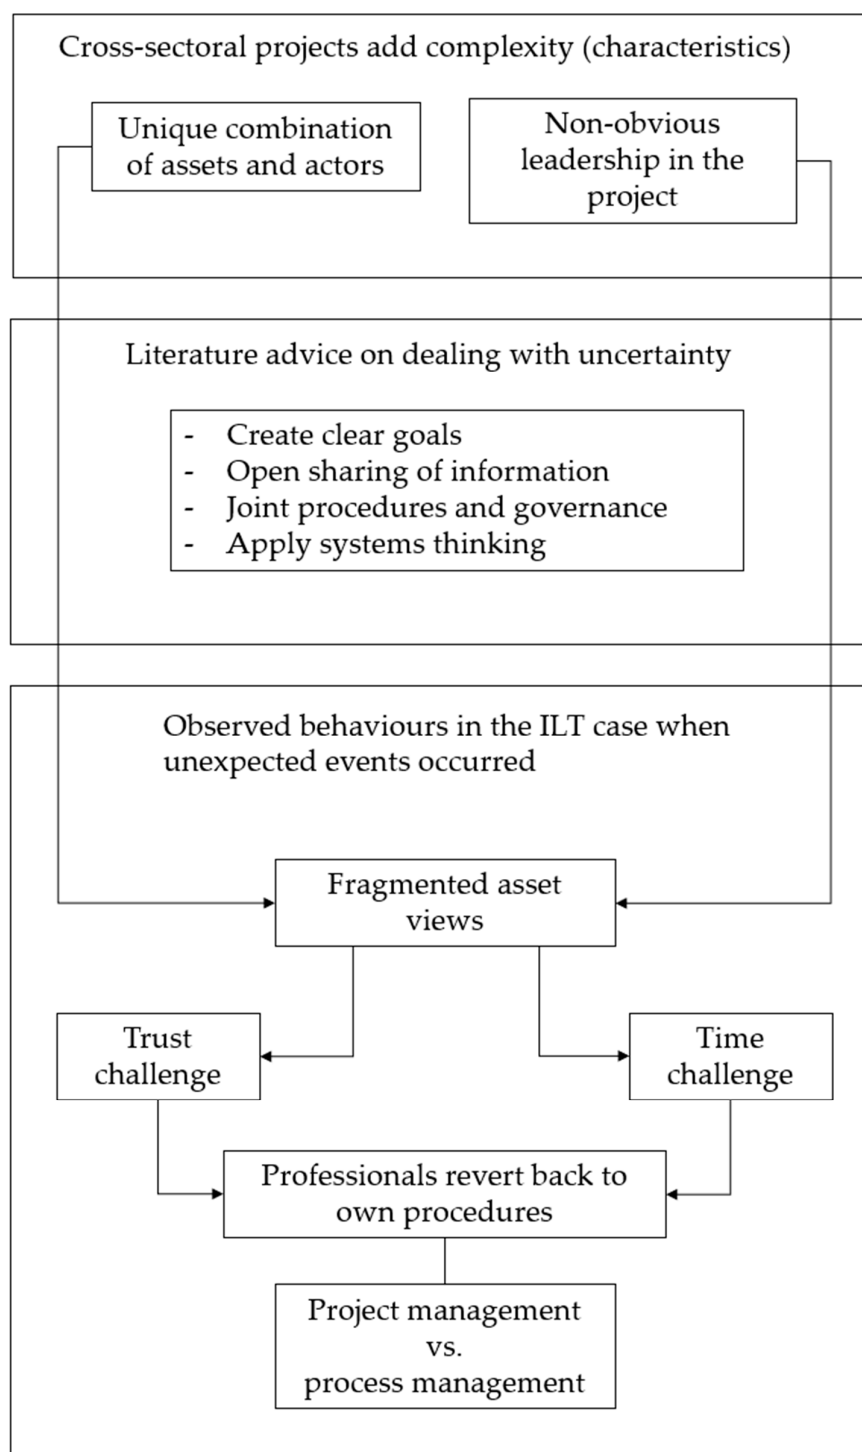 Cross-sectoral projects add complexity (characteristics)
Unique combination
of assets and actors
Non-obvious
leadership in the
project
Literature advice on dealing with uncertainty
- Create clear goals
- Open sharing of information
- Joint procedures and governance
- Apply systems thinking
Observed behaviours in the ILT case when
unexpected events occurred
Fragmented asset
views
Trust
challenge
Time
challenge
Professionals revert back to
own procedures
Project management
vs.
process management